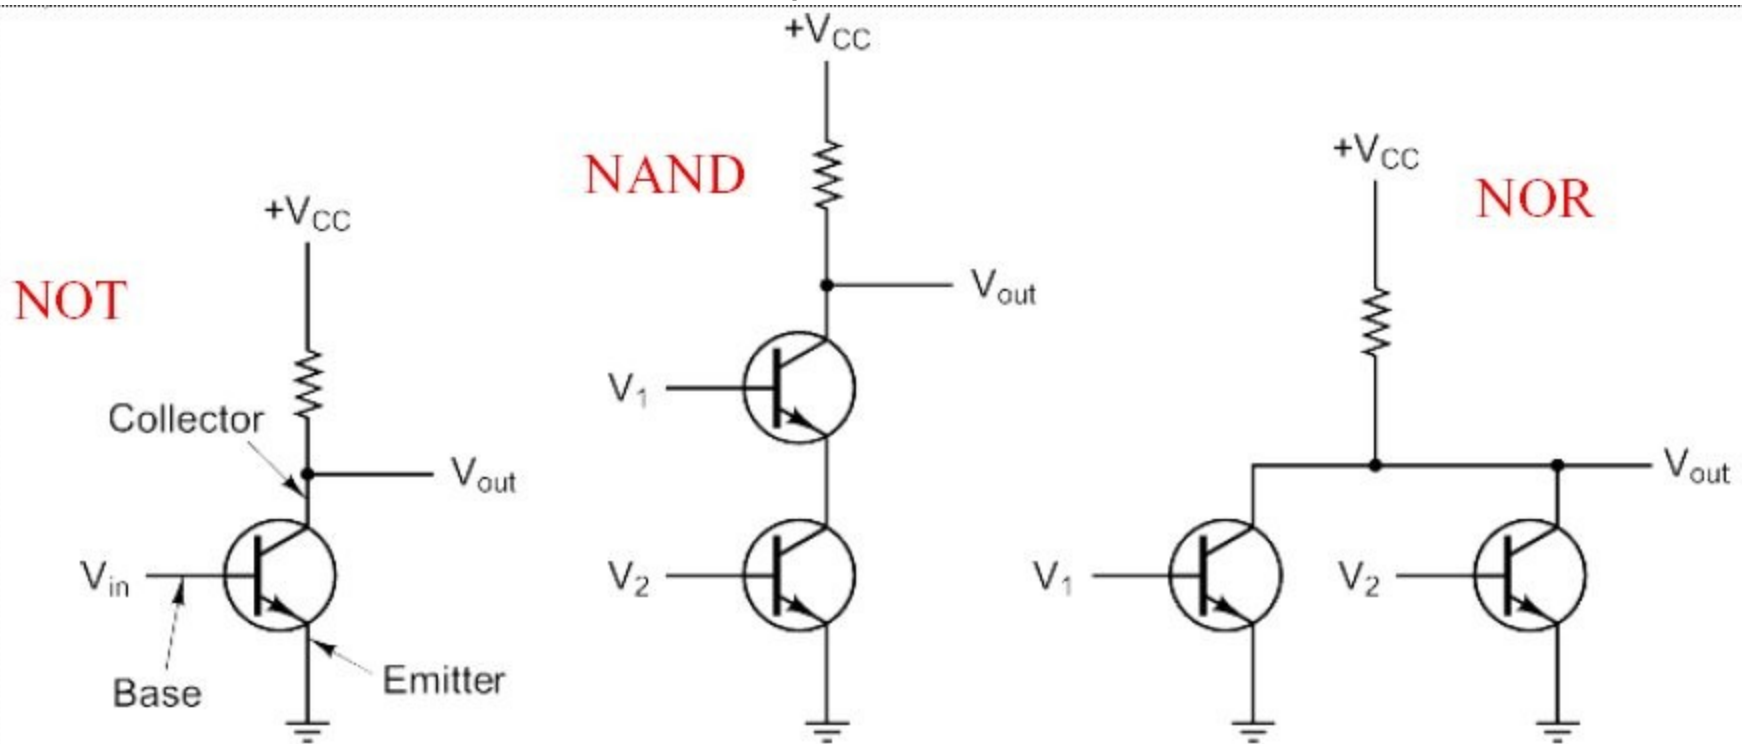 NOT
+VCC
Collector
Vout
Vin
Base
Emitter
NAND
+VCC
Vout
V1
V2
NOR
+VCC
Vout
V1
V2